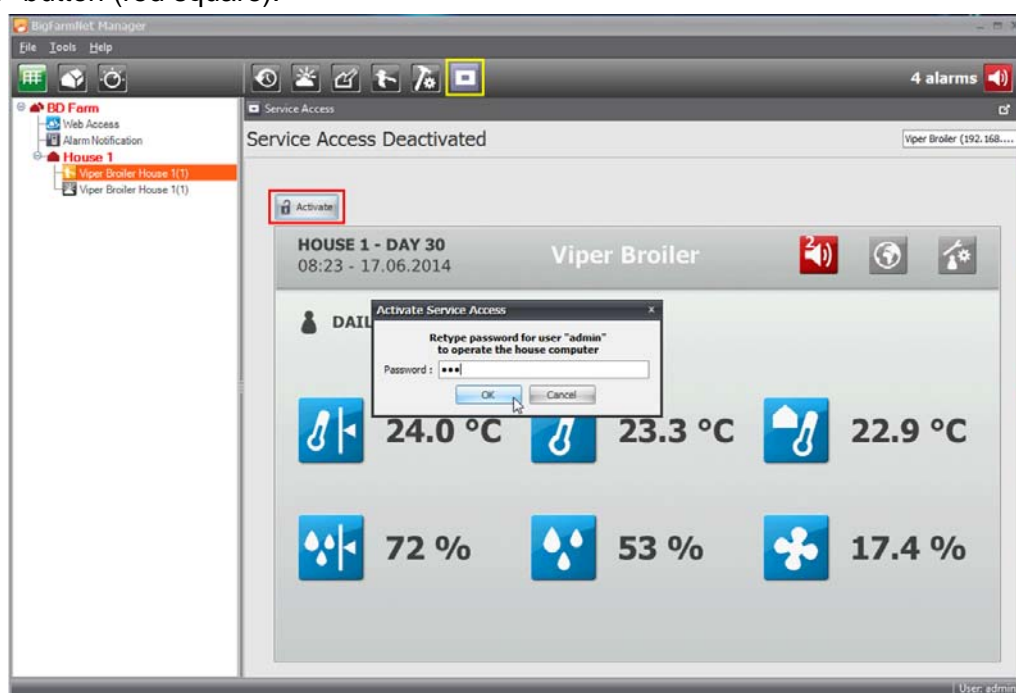 button (red square).
BigFarmNet Manager
File Tools Help
4 alarms
BD Farm
Web Access
Alarm Notification
House 1
Viper Broiler House 1(1)
Viper Broiler House 1(1)
Service Access
Service Access Deactivated
Viper Broiler (192.168....
Activate
HOUSE 1 - DAY 30
08:23 - 17.06.2014
Viper Broiler
2
DAIL
Activate Service Access x
Retype password for user "admin"
to operate the house computer
Password : •••
OK Cancel
24.0 °C 23.3 °C 22.9 °C
72 % 53 % 17.4 %
User: admin